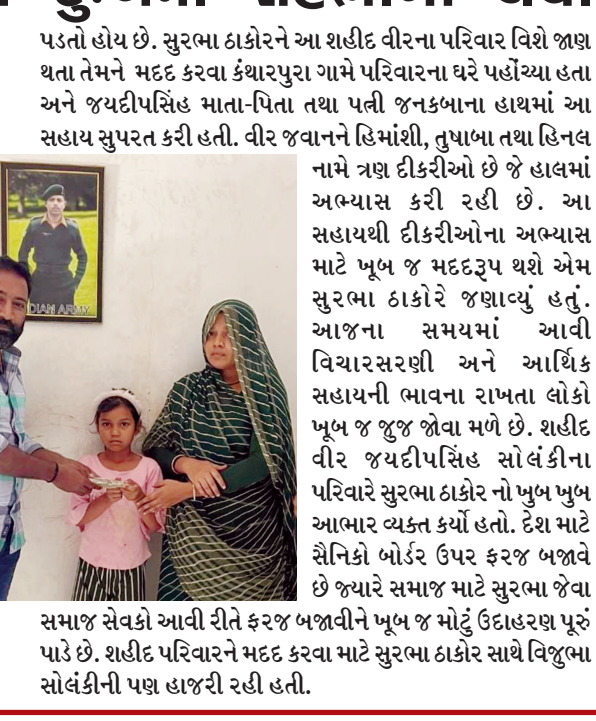 પડતો હોય છે. સુરભા ઠાકોરને આ શહીદ વીરના પરિવાર વિશે જાણ
થતા તેમને મદદ કરવા કંથારપુરા ગામે પરિવારના ઘરે પહોંચ્યા હતા
અને જયદીપસિંહ માતા-પિતા તથા પત્ની જનકબાના હાથમાં આ
સહાય સુપરત કરી હતી. વીર જવાનને હિમાંશી, તુષાબા તથા હિનલ
નામે ત્રણ દીકરીઓ છે જે હાલમાં
અભ્યાસ કરી રહી છે. આ
સહાયથી દીકરીઓના અભ્યાસ
માટે ખૂબ જ મદદરૂપ થશે એમ
સુરભા ઠાકોરે જણાવ્યું હતું.
આજના સમયમાં આવી
વિચારસરણી અને આર્થિક
સહાયની ભાવના રાખતા લોકો
ખૂબ જ જુજ જોવા મળે છે. શહીદ
વીર જયદીપસિંહ સોલંકીના
પરિવારે સુરભા ઠાકોર નો ખુબ ખુબ
આભાર વ્યક્ત કર્યો હતો. દેશ માટે
સૈનિકો બોર્ડર ઉપર ફરજ બજાવે
છે જ્યારે સમાજ માટે સુરભા જેવા
સમાજ સેવકો આવી રીતે ફરજ બજાવીને ખૂબ જ મોટું ઉદાહરણ પૂરું
પાડે છે. શહીદ પરિવારને મદદ કરવા માટે સુરભા ઠાકોર સાથે વિજુભા
સોલંકીની પણ હાજરી રહી હતી.
DIAN ARMY